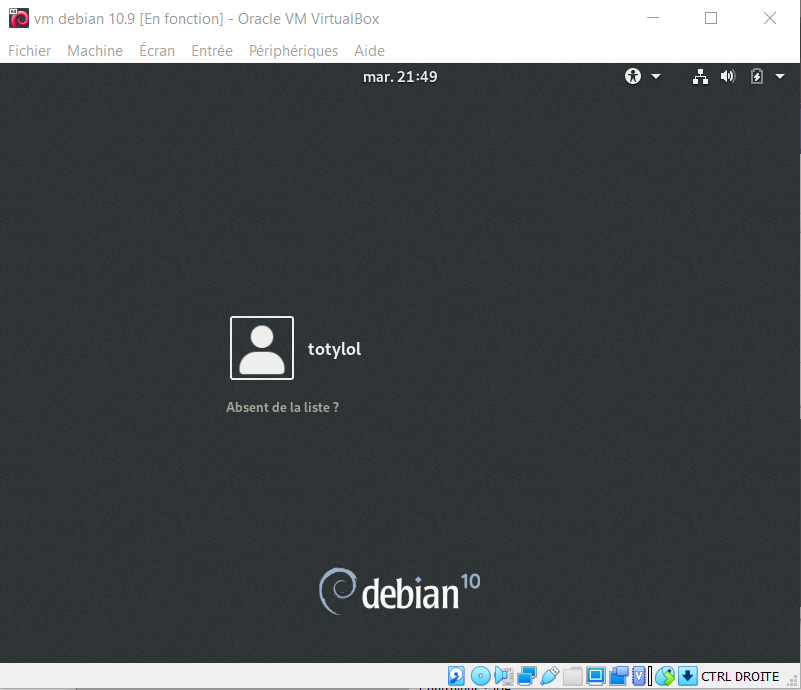 vm debian 10.9 [En fonction] - Oracle VM VirtualBox
Fichier Machine Écran Entrée Périphériques Aide
mar. 21:49
totylol
Absent de la liste ?
debian 10
CTRL DROITE